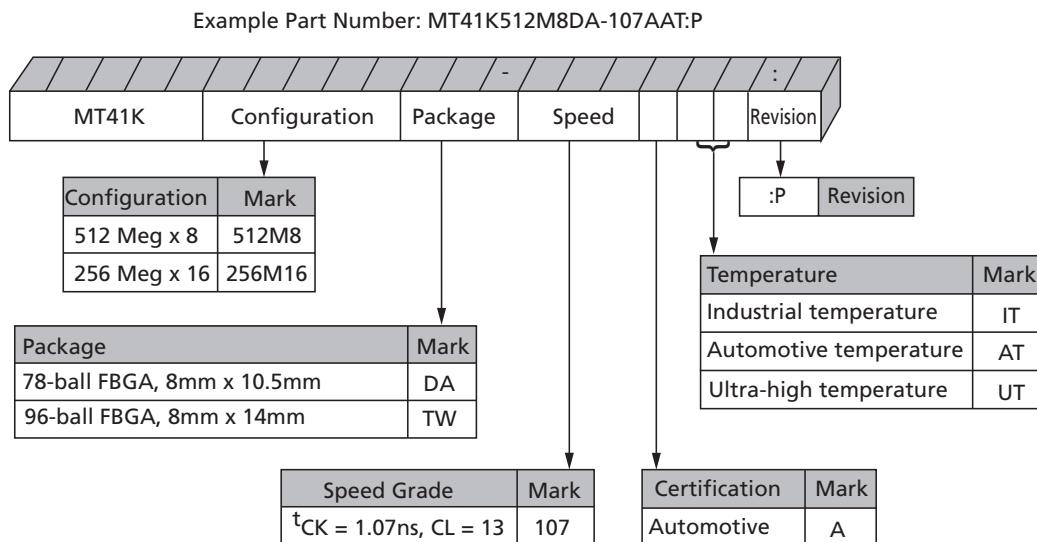 Example Part Number: MT41K512M8DA-107AAT:P
- :
MT41K Configuration Package Speed Revision
Configuration Mark
512 Meg x 8 512M8
256 Meg x 16 256M16
:P Revision
Temperature Mark
Industrial temperature IT
Automotive temperature AT
Ultra-high temperature UT
Package Mark
78-ball FBGA, 8mm x 10.5mm DA
96-ball FBGA, 8mm x 14mm TW
Speed Grade Mark
tCK = 1.07ns, CL = 13 107
Certification Mark
Automotive A